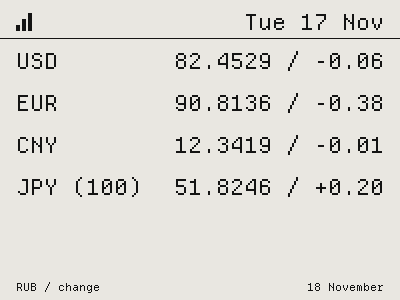 Tue 17 Nov
USD 82.4529 / -0.06
EUR 90.8136 / -0.38
CNY 12.3419 / -0.01
JPY (100) 51.8246 / +0.20
RUB / change 18 November